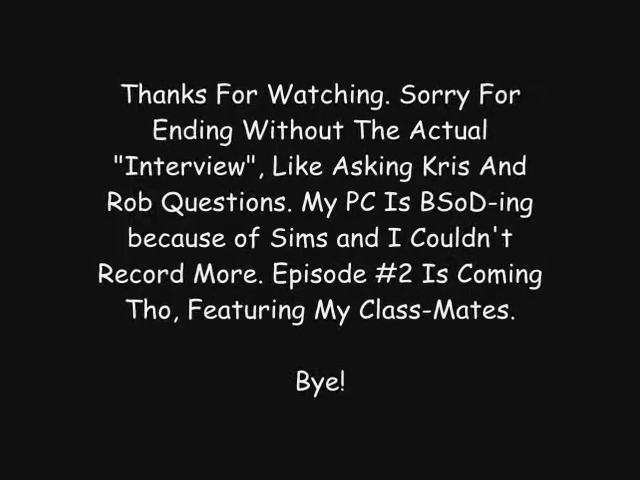 Thanks For Watching. Sorry For
Ending Without The Actual
"Interview", Like Asking Kris And
Rob Questions. My PC Is BSoD-ing
because of Sims and I Couldn't
Record More. Episode #2 Is Coming
Tho, Featuring My Class-Mates.
Bye!